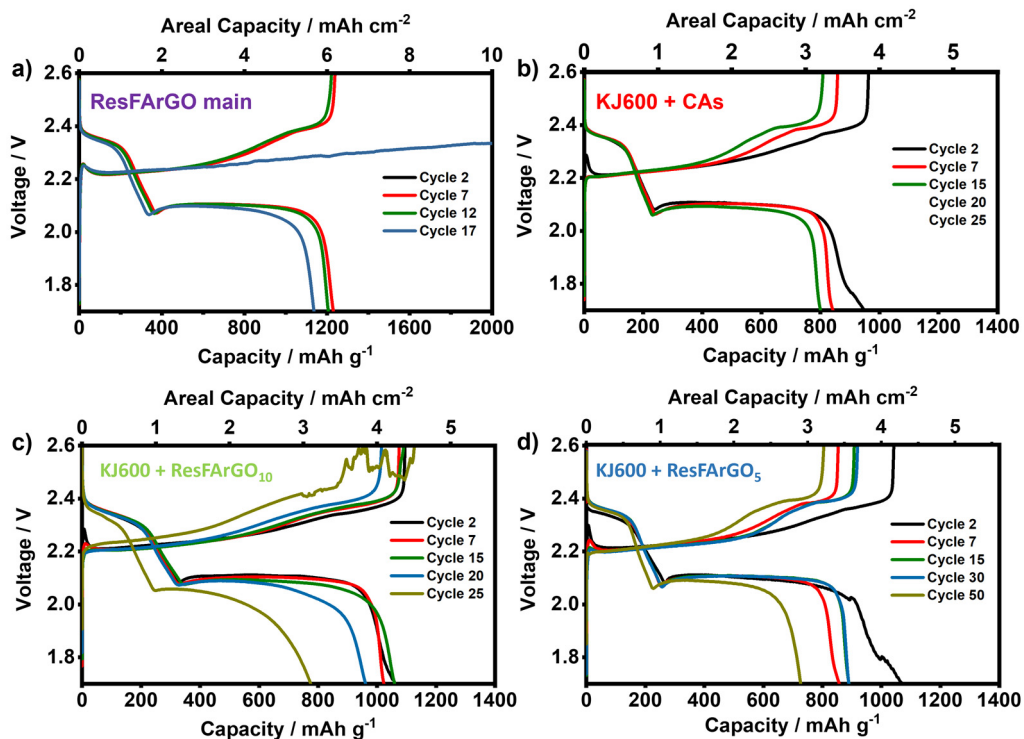 a)
Areal Capacity / mAh cm-2
0 2 4 6 8 10
2.6
2.4
2.2
2.0
1.8
Voltage / V
ResFArGO main
Cycle 2
Cycle 7
Cycle 12
Cycle 17
0 400 800 1200 1600 2000
Capacity / mAh g-1
b)
Areal Capacity / mAh cm-2
0 1 2 3 4 5
2.6
2.4
2.2
2.0
1.8
Voltage / V
KJ600 + CAs
Cycle 2
Cycle 7
Cycle 15
Cycle 20
Cycle 25
0 200 400 600 800 1000 1200 1400
Capacity / mAh g-1
c)
Areal Capacity / mAh cm-2
0 1 2 3 4 5
2.6
2.4
2.2
2.0
1.8
Voltage / V
KJ600 + ResFArGO10
Cycle 2
Cycle 7
Cycle 15
Cycle 20
Cycle 25
0 200 400 600 800 1000 1200 1400
Capacity / mAh g-1
d)
Areal Capacity / mAh cm-2
0 1 2 3 4 5
2.6
2.4
2.2
2.0
1.8
Voltage / V
KJ600 + ResFArGO5
Cycle 2
Cycle 7
Cycle 15
Cycle 30
Cycle 50
0 200 400 600 800 1000 1200 1400
Capacity / mAh g-1